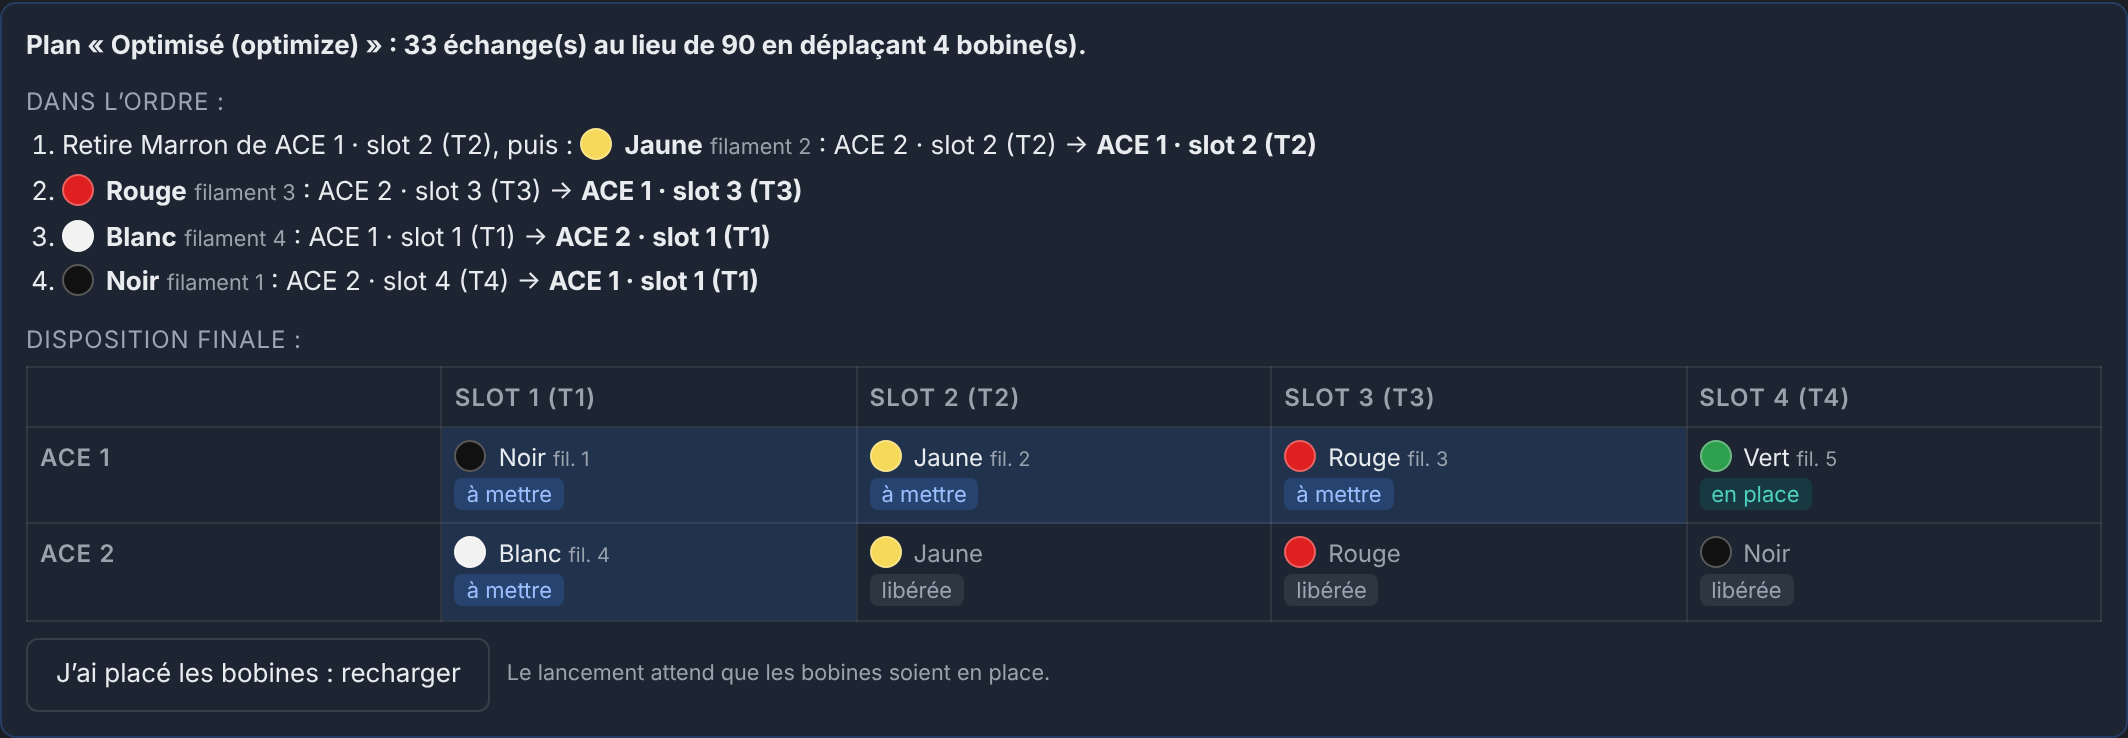 Plan « Optimisé (optimize) » : 33 échange(s) au lieu de 90 en déplaçant 4 bobine(s).
DANS L’ORDRE :
1. Retire Marron de ACE 1 · slot 2 (T2), puis : Jaune filament 2 : ACE 2 · slot 2 (T2) → ACE 1 · slot 2 (T2)
2. Rouge filament 3 : ACE 2 · slot 3 (T3) → ACE 1 · slot 3 (T3)
3. Blanc filament 4 : ACE 1 · slot 1 (T1) → ACE 2 · slot 1 (T1)
4. Noir filament 1 : ACE 2 · slot 4 (T4) → ACE 1 · slot 1 (T1)
DISPOSITION FINALE :
SLOT 1 (T1) SLOT 2 (T2) SLOT 3 (T3) SLOT 4 (T4)
ACE 1 Noir fil. 1 Jaune fil. 2 Rouge fil. 3 Vert fil. 5
à mettre à mettre à mettre en place
ACE 2 Blanc fil. 4 Jaune Rouge Noir
à mettre libérée libérée libérée
J’ai placé les bobines : recharger Le lancement attend que les bobines soient en place.